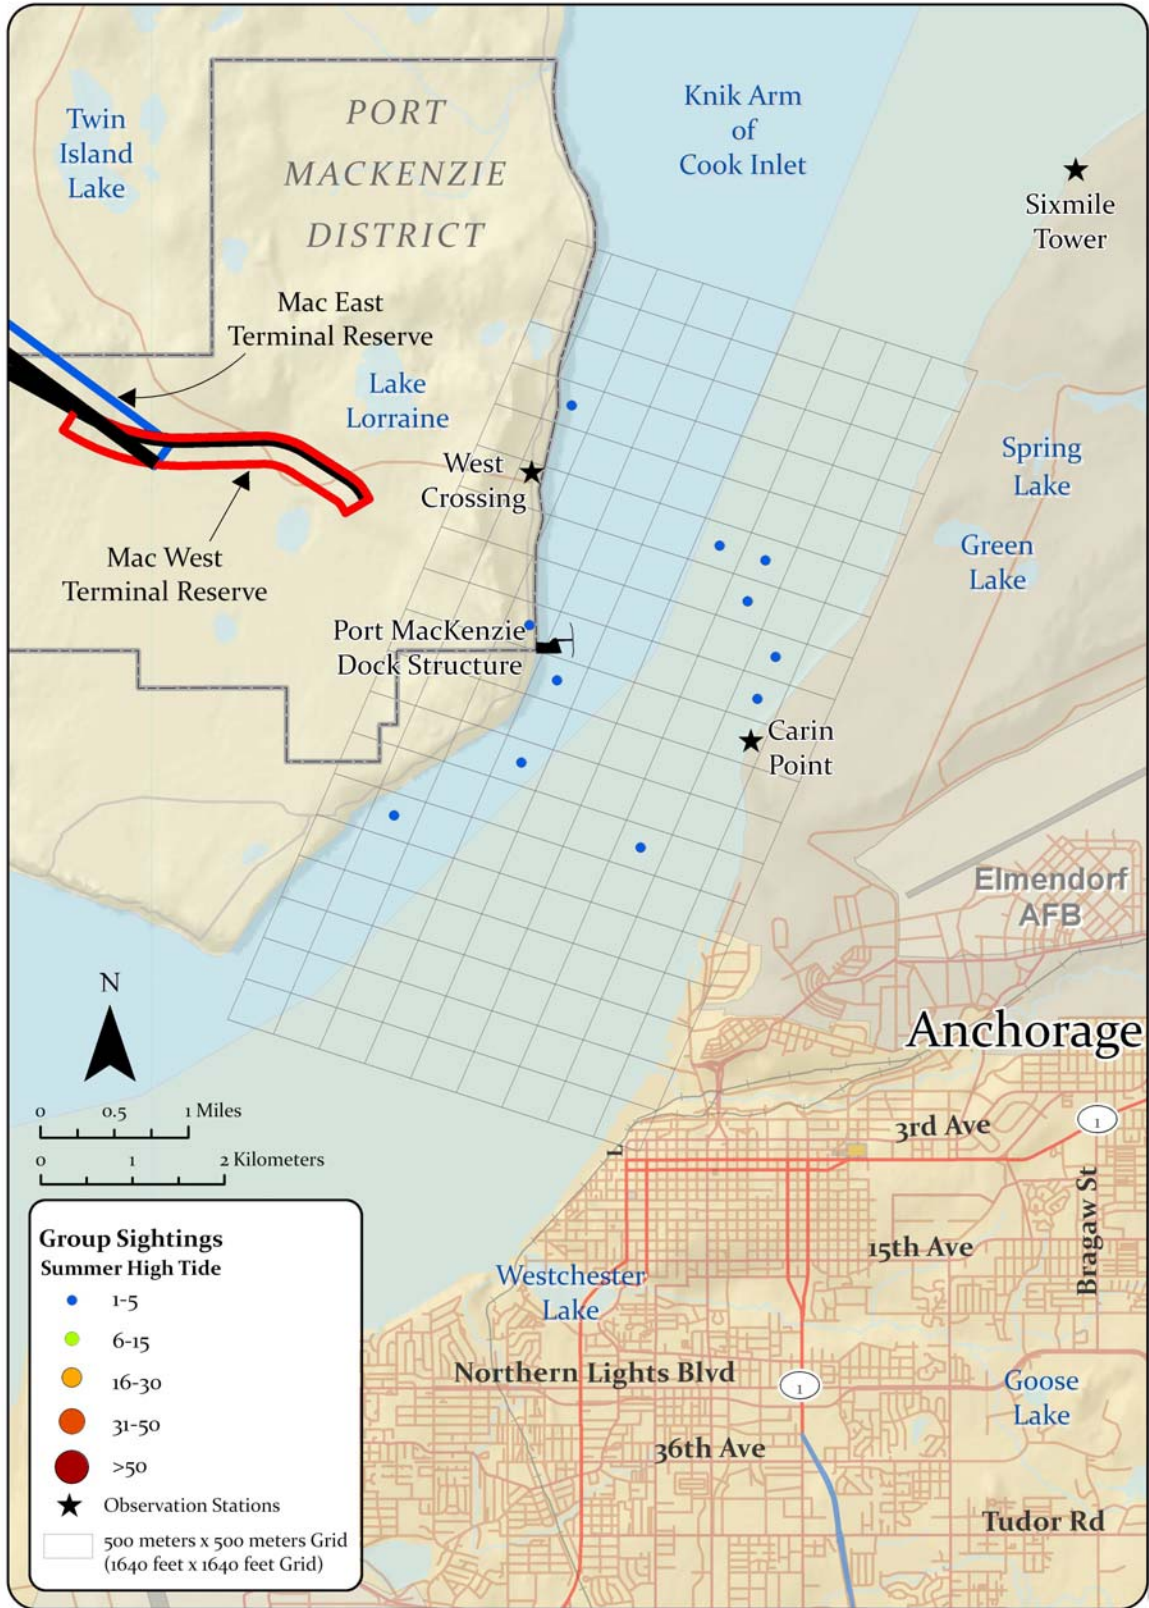 Knik Arm
of
Cook Inlet
PORT
MACKENZIE
DISTRICT
Twin
Island
Lake
Sixmile
Tower
Mac East
Terminal Reserve
Lake
Lorraine
West
Crossing
Spring
Lake
Green
Lake
Mac West
Terminal Reserve
Port MacKenzie
Dock Structure
Carin
Point
Elmendorf
AFB
N
Anchorage
0 0.5 1 Miles
0 1 2 Kilometers
3rd Ave
1
L
Bragaw St
15th Ave
Westchester
Lake
Northern Lights Blvd
1
Goose
Lake
36th Ave
Tudor Rd
Group Sightings
Summer High Tide
1-5
6-15
16-30
31-50
>50
Observation Stations
500 meters x 500 meters Grid
(1640 feet x 1640 feet Grid)